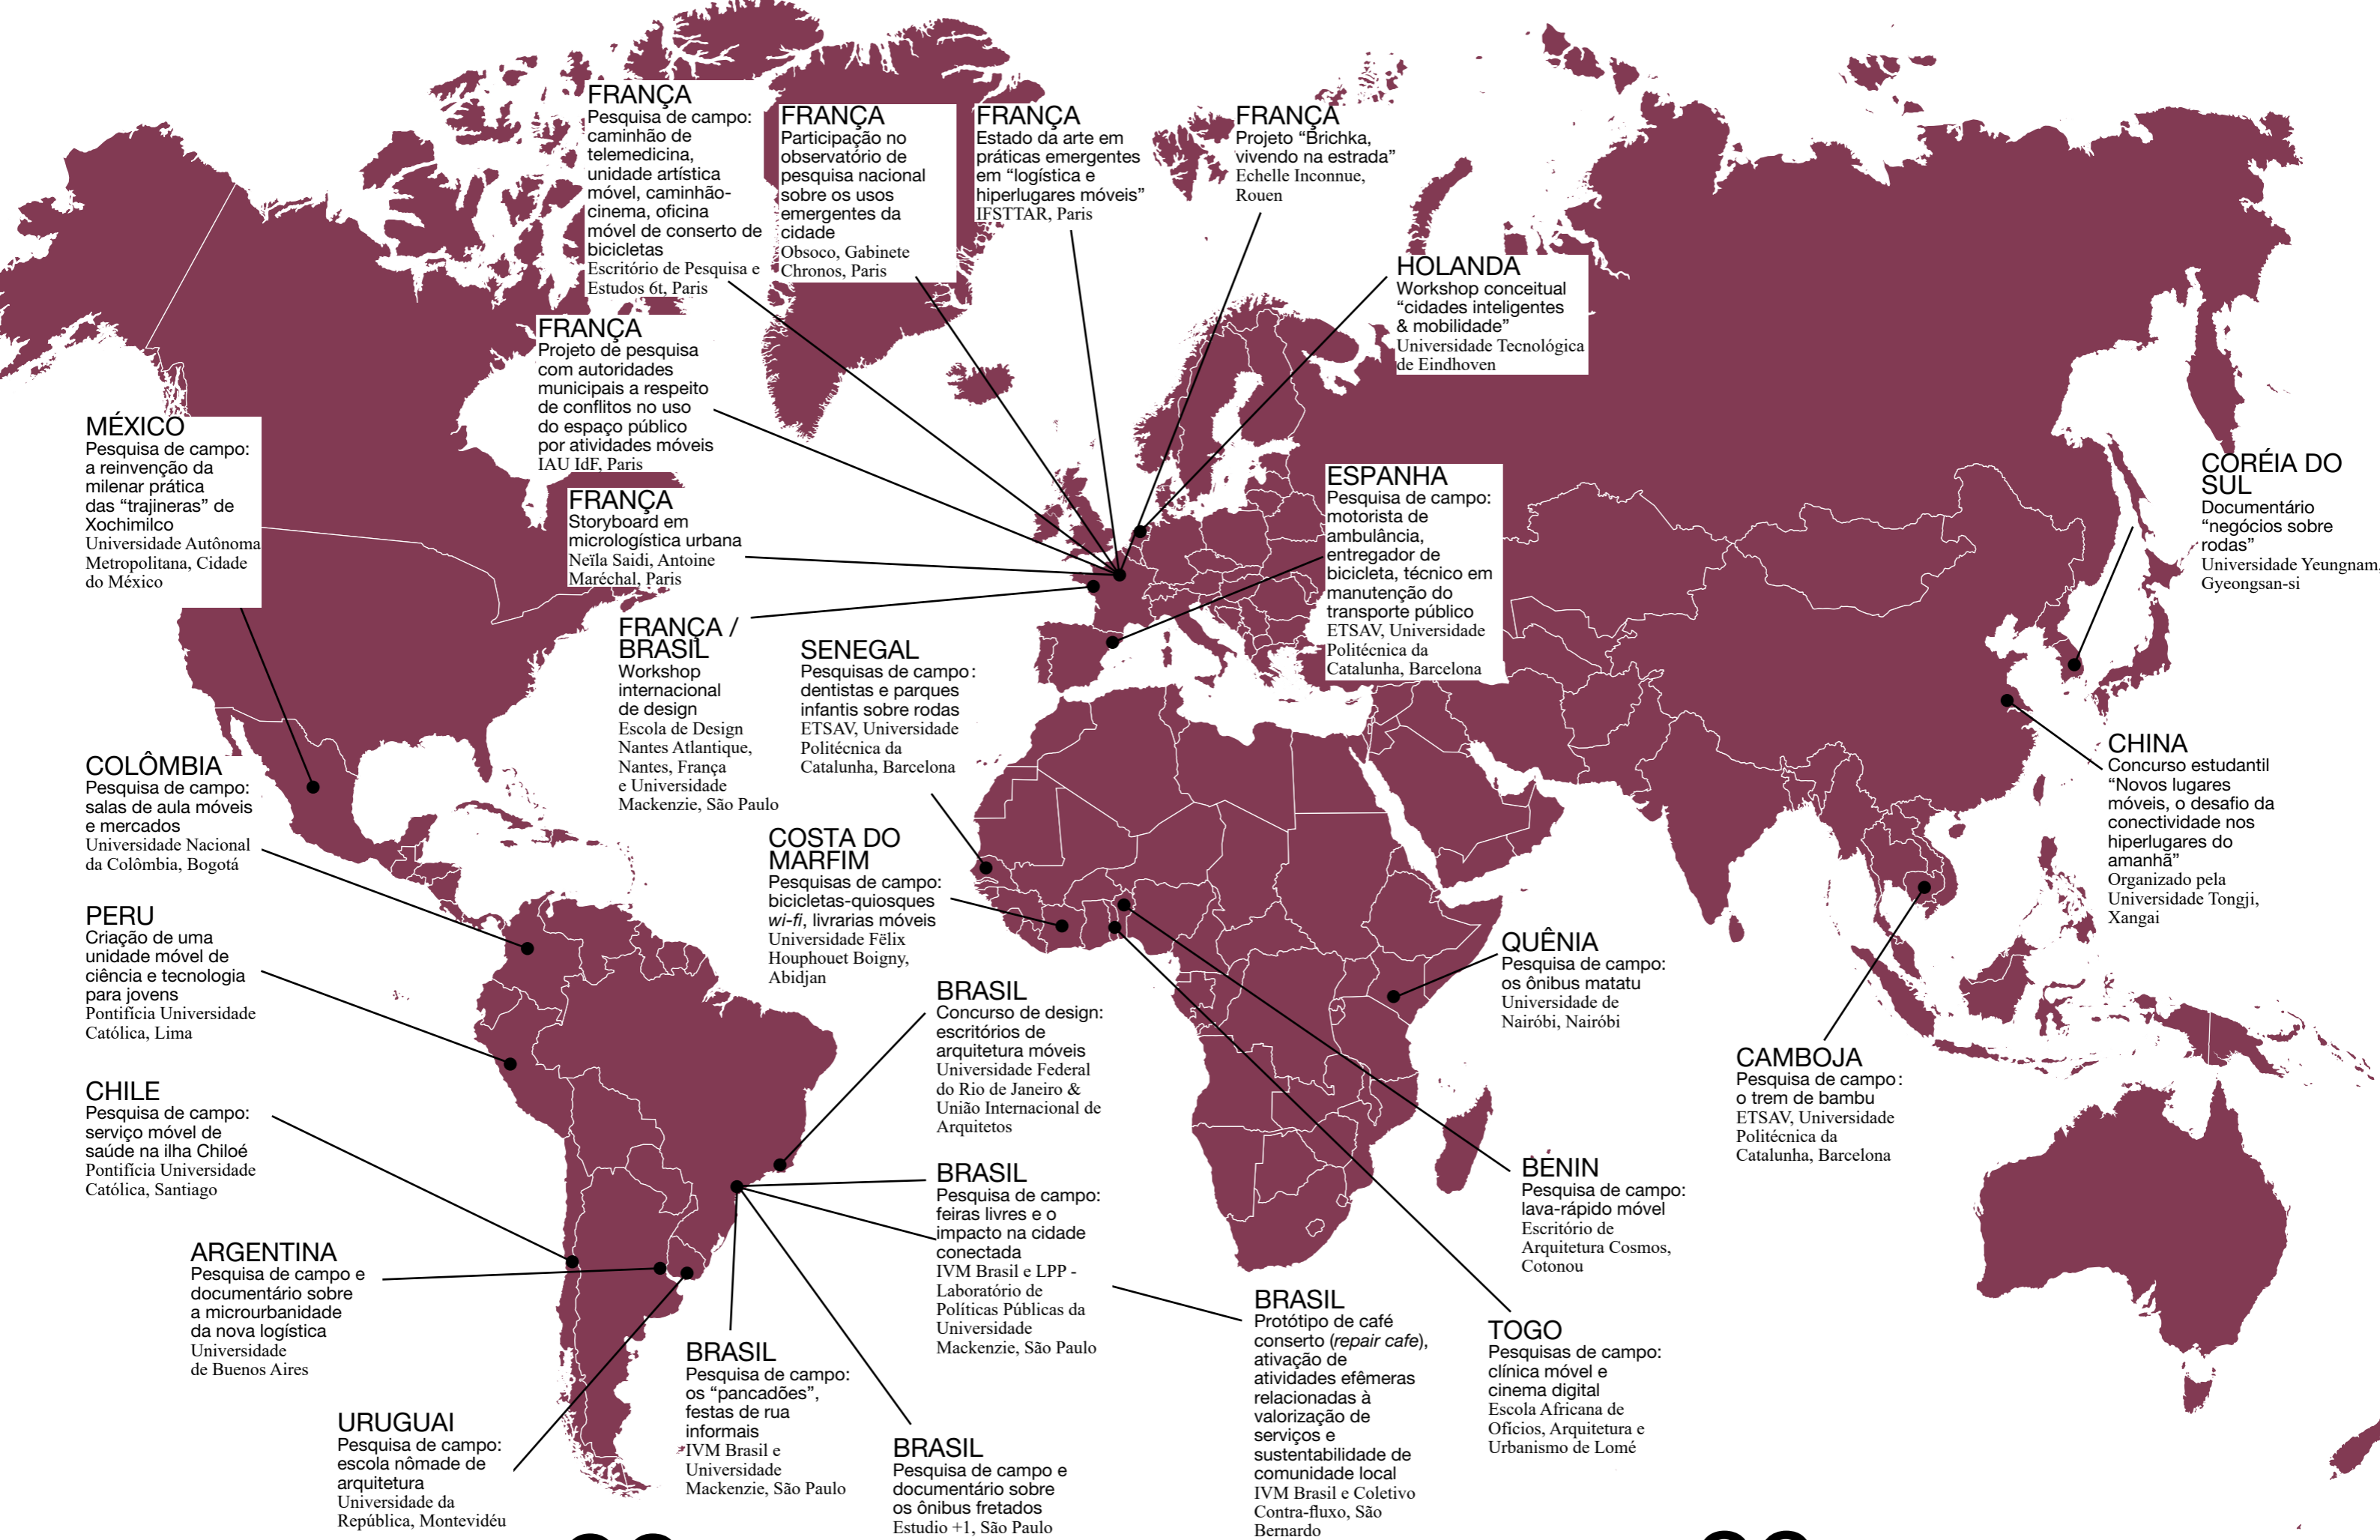 FRANÇA
Pesquisa de campo:
caminhão de
telemedicina,
unidade artística
móvel, caminhão-
cinema, oficina
móvel de conserto de
bicicletas
Escritório de Pesquisa e
Estudos 6t, Paris
FRANÇA
Participação no
observatório de
pesquisa nacional
sobre os usos
emergentes da
cidade
Obsoco, Gabinete
Chronos, Paris
FRANÇA
Estado da arte em
práticas emergentes
em “logística e
hiperlugares móveis”
IFSTTAR, Paris
FRANÇA
Projeto “Brichka,
vivendo na estrada”
Echelle Inconnue,
Rouen
HOLANDA
Workshop conceitual
“cidades inteligentes
& mobilidade”
Universidade Tecnológica
de Eindhoven
FRANÇA
Projeto de pesquisa
com autoridades
municipais a respeito
de conflitos no uso
do espaço público
por atividades móveis
IAU IdF, Paris
MÉXICO
Pesquisa de campo:
a reinvenção da
milenar prática
das “trajineras” de
Xochimilco
Universidade Autônoma
Metropolitana, Cidade
do México
FRANÇA
Storyboard em
micrologística urbana
Neïla Saidi, Antoine
Maréchal, Paris
ESPANHA
Pesquisa de campo:
motorista de
ambulância,
entregador de
bicicleta, técnico em
manutenção do
transporte público
ETSAV, Universidade
Politécnica da
Catalunha, Barcelona
CORÉIA DO
SUL
Documentário
“negócios sobre
rodas”
Universidade Yeungnam,
Gyeongsan-si
FRANÇA /
BRASIL
Workshop
internacional
de design
Escola de Design
Nantes Atlantique,
Nantes, França
e Universidade
Mackenzie, São Paulo
SENEGAL
Pesquisas de campo:
dentistas e parques
infantis sobre rodas
ETSAV, Universidade
Politécnica da
Catalunha, Barcelona
CHINA
Concurso estudantil
“Novos lugares
móveis, o desafio da
conectividade nos
hiperlugares do
amanhã”
Organizado pela
Universidade Tongji,
Xangai
COLÔMBIA
Pesquisa de campo:
salas de aula móveis
e mercados
Universidade Nacional
da Colômbia, Bogotá
COSTA DO
MARFIM
Pesquisas de campo:
bicicletas-quiosques
wi-fi, livrarias móveis
Universidade Fëlix
Houphouet Boigny,
Abidjan
PERU
Criação de uma
unidade móvel de
ciência e tecnologia
para jovens
Pontifícia Universidade
Católica, Lima
QUÊNIA
Pesquisa de campo:
os ônibus matatu
Universidade de
Nairóbi, Nairóbi
BRASIL
Concurso de design:
escritórios de
arquitetura móveis
Universidade Federal
do Rio de Janeiro &
União Internacional de
Arquitetos
CAMBOJA
Pesquisa de campo:
o trem de bambu
ETSAV, Universidade
Politécnica da
Catalunha, Barcelona
CHILE
Pesquisa de campo:
serviço móvel de
saúde na ilha Chiloé
Pontifícia Universidade
Católica, Santiago
BRASIL
Pesquisa de campo:
feiras livres e o
impacto na cidade
conectada
IVM Brasil e LPP -
Laboratório de
Políticas Públicas da
Universidade
Mackenzie, São Paulo
BENIN
Pesquisa de campo:
lava-rápido móvel
Escritório de
Arquitetura Cosmos,
Cotonou
ARGENTINA
Pesquisa de campo e
documentário sobre
a microurbanidade
da nova logística
Universidade
de Buenos Aires
BRASIL
Protótipo de café
conserto (repair cafe),
ativação de
atividades efêmeras
relacionadas à
valorização de
serviços e
sustentabilidade de
comunidade local
IVM Brasil e Coletivo
Contra-fluxo, São
Bernardo
TOGO
Pesquisas de campo:
clínica móvel e
cinema digital
Escola Africana de
Ofícios, Arquitetura e
Urbanismo de Lomé
BRASIL
Pesquisa de campo:
os “pancadões”,
festas de rua
informais
IVM Brasil e
Universidade
Mackenzie, São Paulo
URUGUAI
Pesquisa de campo:
escola nômade de
arquitetura
Universidade da
República, Montevidéu
BRASIL
Pesquisa de campo e
documentário sobre
os ônibus fretados
Estudio +1, São Paulo